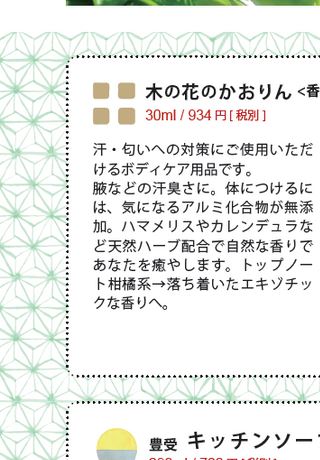 木の花のかおりん <香
30ml / 934 円 [ 税別 ]
汗・匂いへの対策にご使用いただ
けるボディケア用品です。
腋などの汗臭さに。体につけるに
は、気になるアルミ化合物が無添
加。ハマメリスやカレンデュラな
ど天然ハーブ配合で自然な香りで
あなたを癒やします。トップノー
ト柑橘系→落ち着いたエキゾチッ
クな香りへ。
豊受 キッチンソー